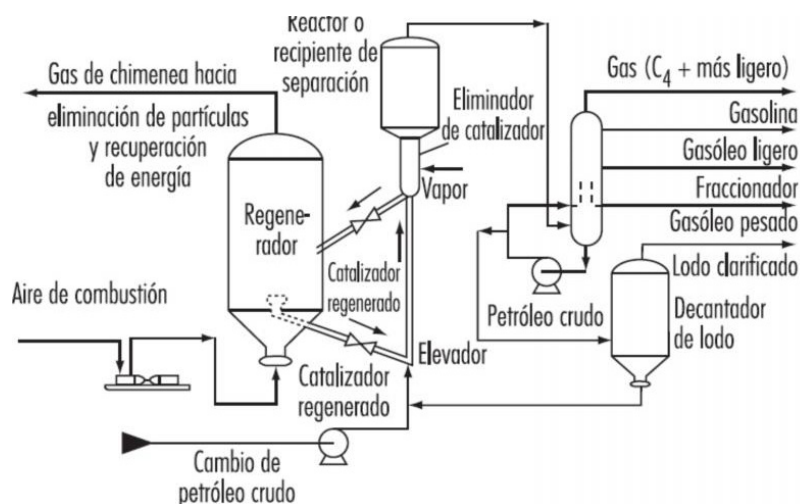 Reactor o
recipiente de
separación
Gas de chimenea hacia
eliminación de partículas
y recuperación
de energía
Eliminador
de catalizador
Vapor
Regene-
rador
Catalizador
regenerado
Aire de combustión
Elevador
Catalizador
regenerado
Cambio de
petróleo crudo
Gas (C4 + más ligero)
Gasolina
Gasóleo ligero
Fraccionador
Gasóleo pesado
Lodo clarificado
Petróleo crudo
Decantador
de lodo